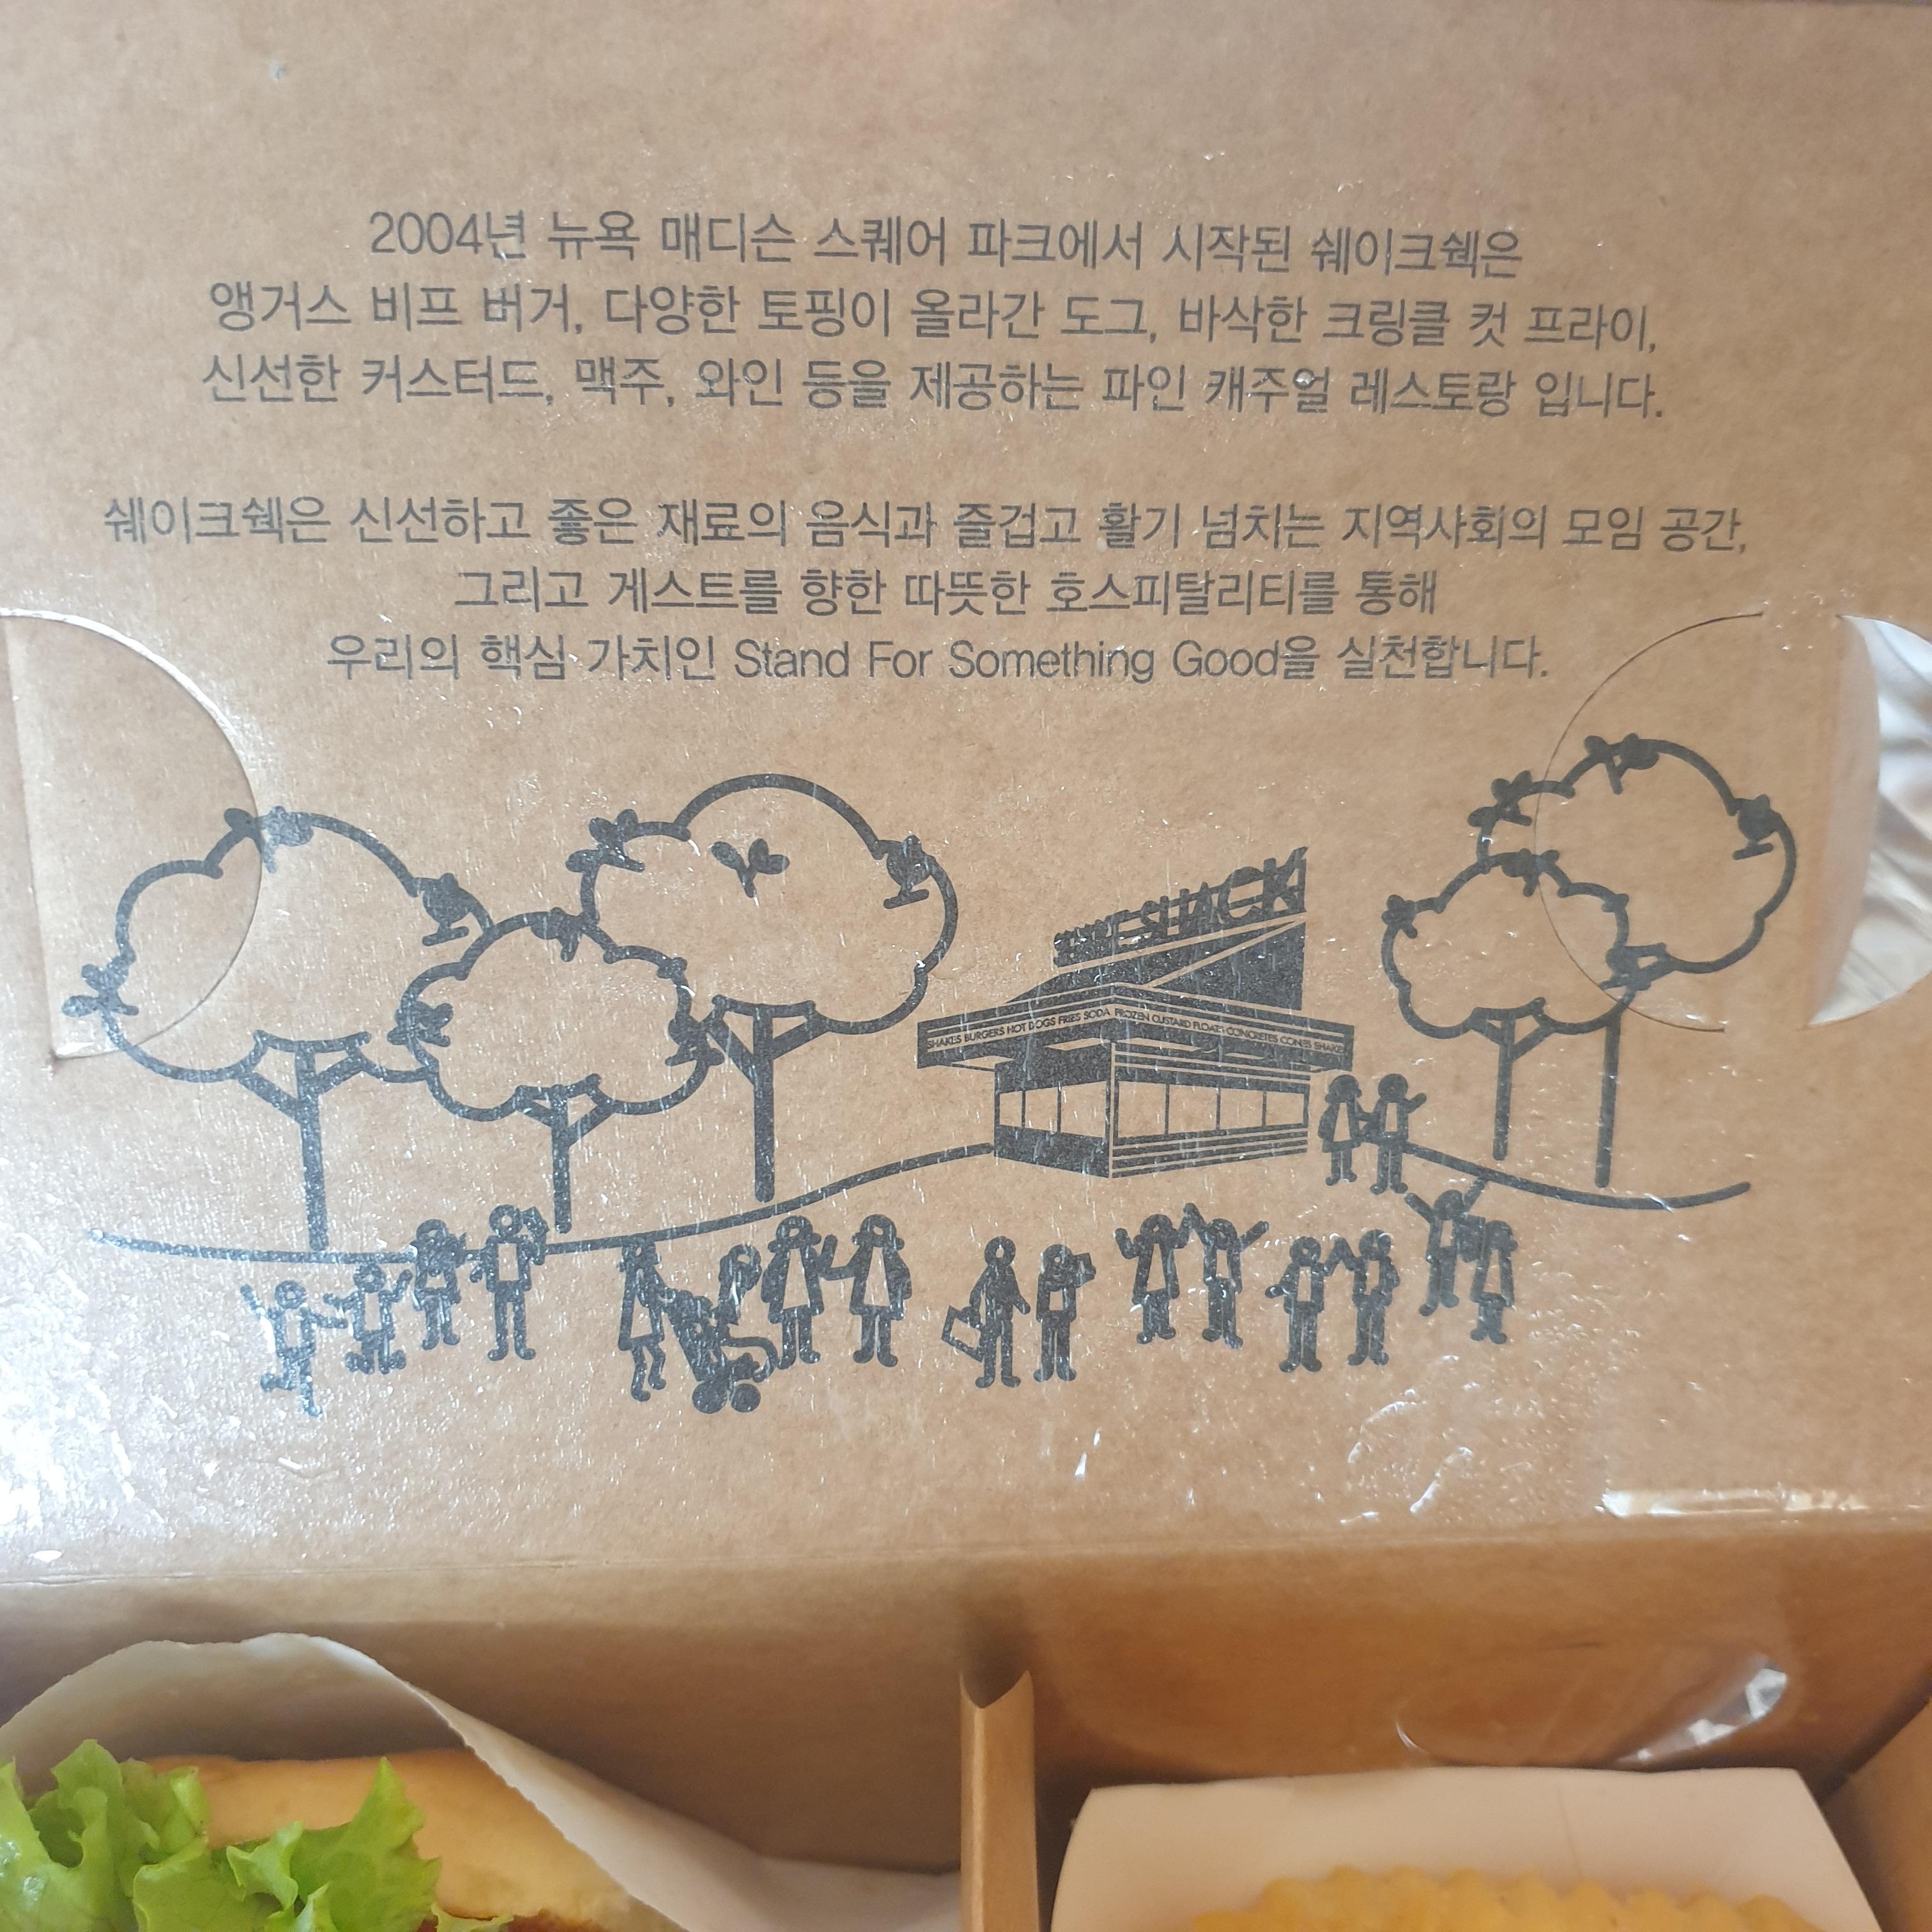 2004년 뉴욕 매디슨 스퀘어 파크에서 시작된 쉐이크쉑은
앵거스 비프 버거, 다양한 토핑이 올라간 도그, 바삭한 크링클 컷 프라이,
신선한 커스터드, 맥주, 와인 등을 제공하는 파인 캐주얼 레스토랑 입니다.
쉐이크쉑은 신선하고 좋은 재료의 음식과 즐겁고 활기 넘치는 지역사회의 모임 공간,
그리고 게스트를 향한 따뜻한 호스피탈리티를 통해
우리의 핵심 가치인 Stand For Something Good을 실천합니다.
SHACK
SHAKES BURGERS HOT DOGS FRIES SODA FROZEN CUSTARD FLOATS CONCRETES CONES SHAKES